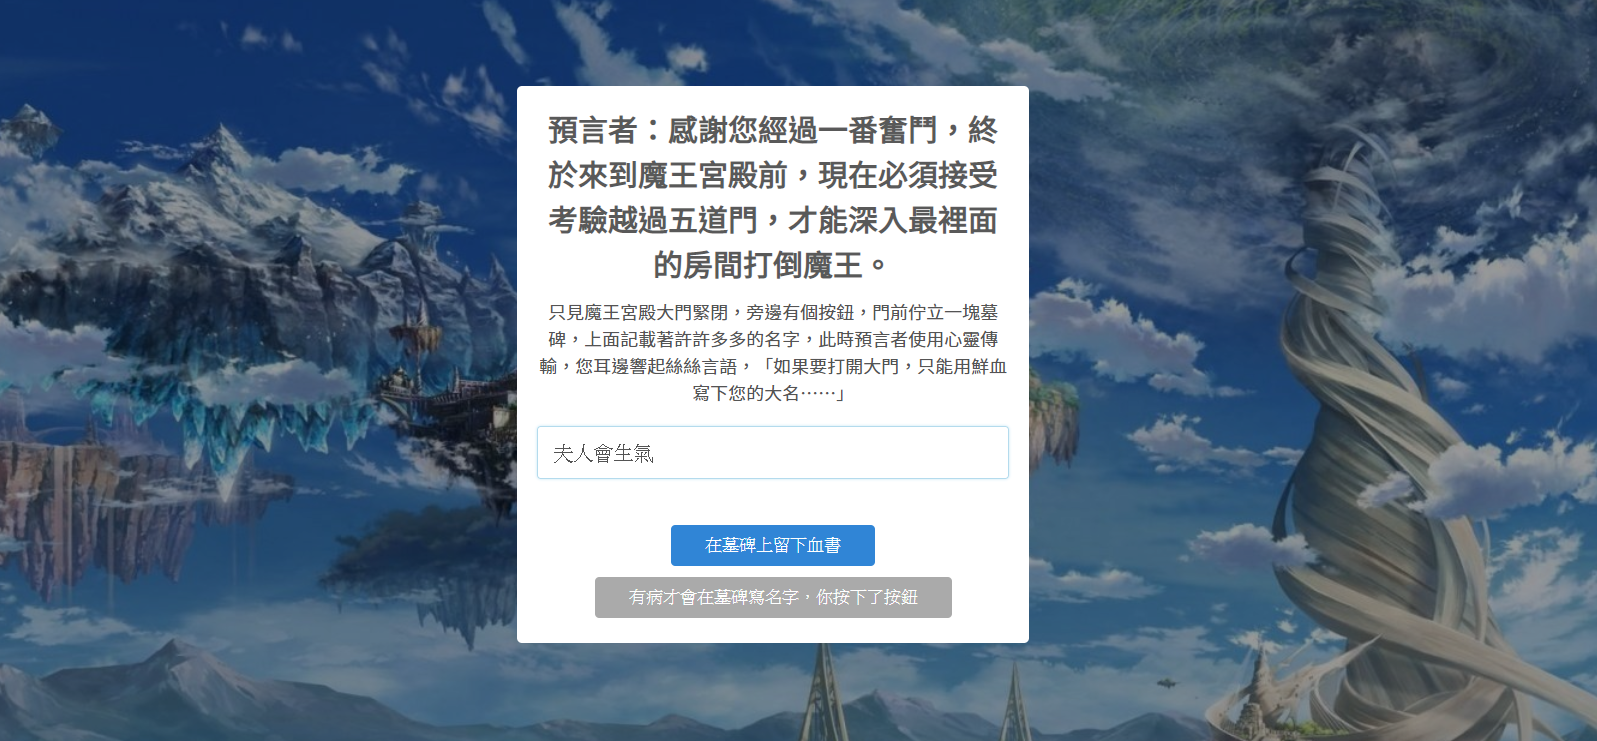 預言者：感謝您經過一番奮鬥，終
於來到魔王宮殿前，現在必須接受
考驗越過五道門，才能深入最裡面
的房間打倒魔王。
只見魔王宮殿大門緊閉，旁邊有個按鈕，門前佇立一塊墓
碑，上面記載著許許多多的名字，此時預言者使用心靈傳
輸，您耳邊響起絲絲言語，「如果要打開大門，只能用鮮血
寫下您的大名⋯⋯」
夫人會生氣
在墓碑上留下血書
有病才會在墓碑寫名字，你按下了按鈕